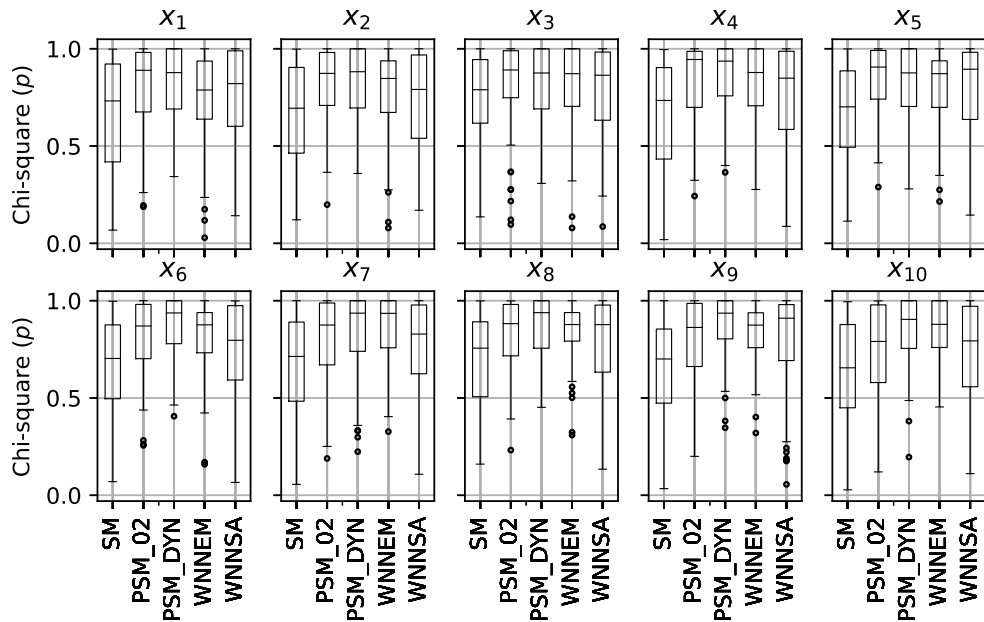 x1 x2 x3 x4 x5
Chi-square (p)
1.0
0.5
0.0
x6 x7 x8 x9 x10
Chi-square (p)
1.0
0.5
0.0
SM PSM_02 PSM_DYN WNNEM WNNSA SM PSM_02 PSM_DYN WNNEM WNNSA SM PSM_02 PSM_DYN WNNEM WNNSA SM PSM_02 PSM_DYN WNNEM WNNSA SM PSM_02 PSM_DYN WNNEM WNNSA